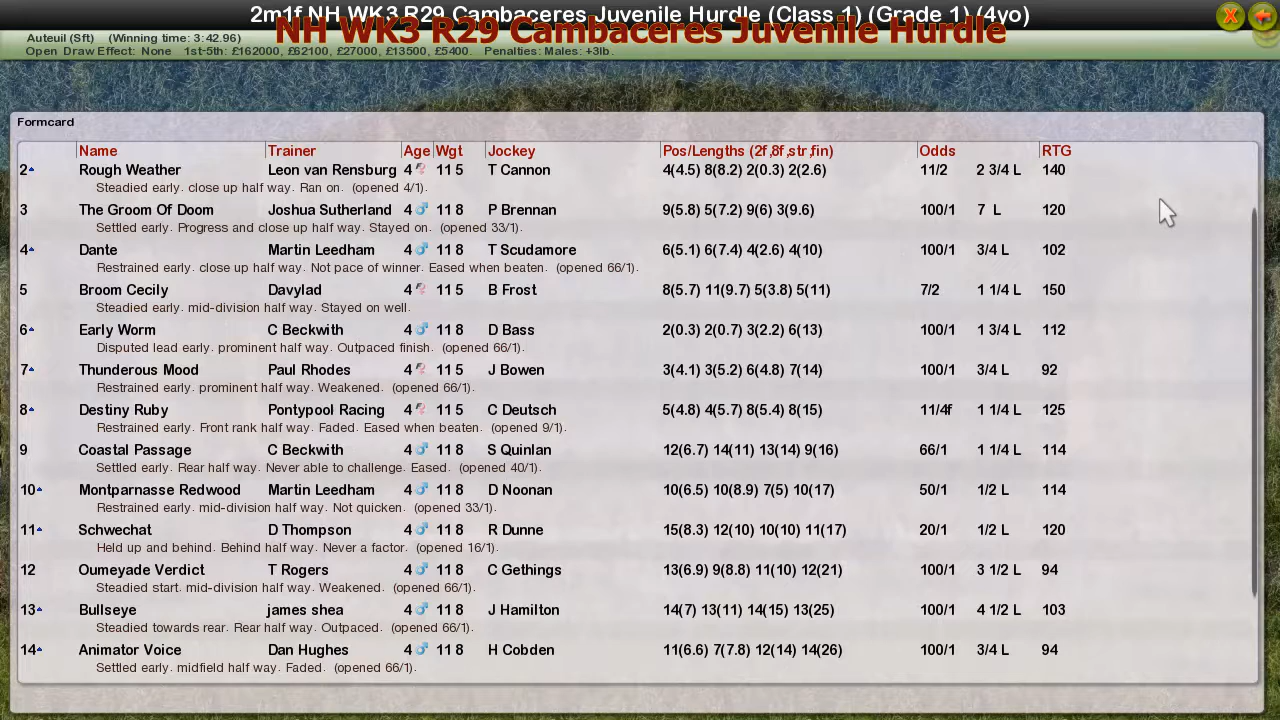 2m1f NH WK3 R29 Cambaceres Juvenile Hurdle (Class 1) (Grade 1) (4yo)
NH WK3 R29 Cambaceres Juvenile Hurdle
Auteuil (Sft) (Winning time: 3:42.96)
Open Draw Effect: None 1st-5th: £162000, £62100, £27000, £13500, £5400. Penalties: Males: +3lb.
Formcard
Name Trainer Age Wgt Jockey Pos/Lengths (2f,8f,str,fin) Odds RTG
2 Rough Weather Leon van Rensburg 4 11 5 T Cannon 4(4.5) 8(8.2) 2(0.3) 2(2.6) 11/2 2 3/4 L 140
Steadied early. close up half way. Ran on. (opened 4/1).
3 The Groom Of Doom Joshua Sutherland 4 11 8 P Brennan 9(5.8) 5(7.2) 9(6) 3(9.6) 100/1 7 L 120
Settled early. Progress and close up half way. Stayed on. (opened 33/1).
4 Dante Martin Leedham 4 11 8 T Scudamore 6(5.1) 6(7.4) 4(2.6) 4(10) 100/1 3/4 L 102
Restrained early. close up half way. Not pace of winner. Eased when beaten. (opened 66/1).
5 Broom Cecily Davylad 4 11 5 B Frost 8(5.7) 11(9.7) 5(3.8) 5(11) 7/2 1 1/4 L 150
Steadied early. mid-division half way. Stayed on well.
6 Early Worm C Beckwith 4 11 8 D Bass 2(0.3) 2(0.7) 3(2.2) 6(13) 100/1 1 3/4 L 112
Disputed lead early. prominent half way. Outpaced finish. (opened 66/1).
7 Thunderous Mood Paul Rhodes 4 11 5 J Bowen 3(4.1) 3(5.2) 6(4.8) 7(14) 100/1 3/4 L 92
Restrained early. prominent half way. Weakened. (opened 66/1).
8 Destiny Ruby Pontypool Racing 4 11 5 C Deutsch 5(4.8) 4(5.7) 8(5.4) 8(15) 11/4f 1 1/4 L 125
Restrained early. Front rank half way. Faded. Eased when beaten. (opened 9/1).
9 Coastal Passage C Beckwith 4 11 8 S Quinlan 12(6.7) 14(11) 13(14) 9(16) 66/1 1 1/4 L 114
Settled early. Rear half way. Never able to challenge. Eased. (opened 40/1).
10 Montparnasse Redwood Martin Leedham 4 11 8 D Noonan 10(6.5) 10(8.9) 7(5) 10(17) 50/1 1/2 L 114
Restrained early. mid-division half way. Not quicken. (opened 33/1).
11 Schwechat D Thompson 4 11 8 R Dunne 15(8.3) 12(10) 10(10) 11(17) 20/1 1/2 L 120
Held up and behind. Behind half way. Never a factor. (opened 16/1).
12 Oumeyade Verdict T Rogers 4 11 8 C Gethings 13(6.9) 9(8.8) 11(10) 12(21) 100/1 3 1/2 L 94
Steadied start. mid-division half way. Weakened. (opened 66/1).
13 Bullseye james shea 4 11 8 J Hamilton 14(7) 13(11) 14(15) 13(25) 100/1 4 1/2 L 103
Steadied towards rear. Rear half way. Outpaced. (opened 66/1).
14 Animator Voice Dan Hughes 4 11 8 H Cobden 11(6.6) 7(7.8) 12(14) 14(26) 100/1 3/4 L 94
Settled early. midfield half way. Faded. (opened 66/1).